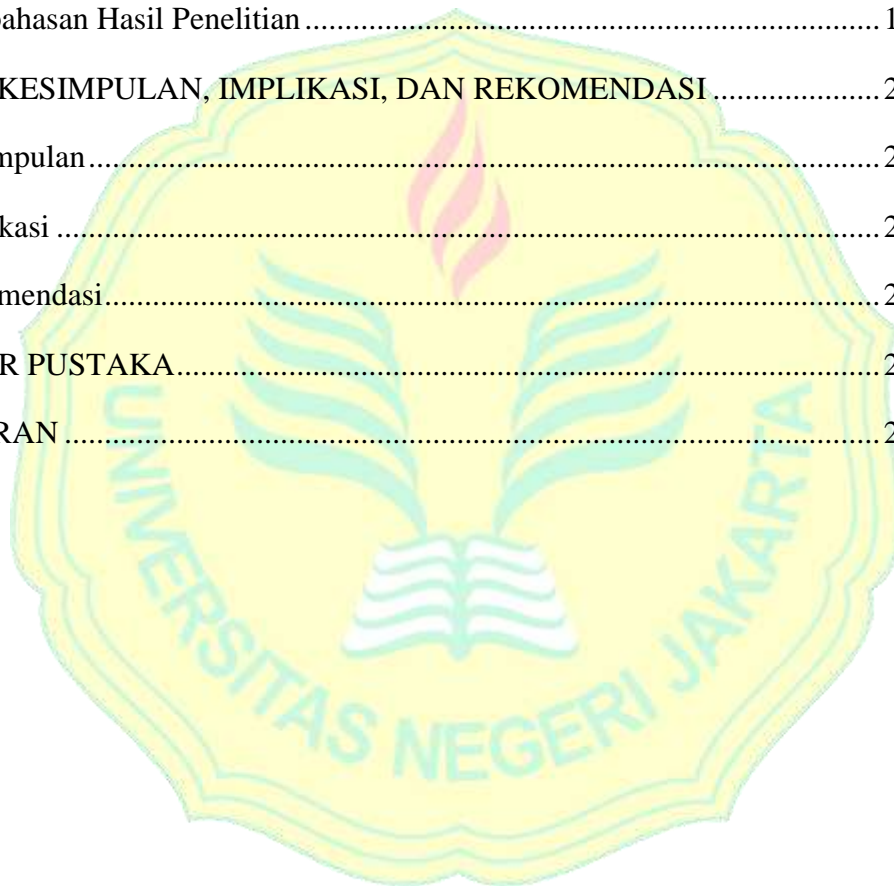 ahasan Hasil Penelitian ........................................................................ 1
KESIMPULAN, IMPLIKASI, DAN REKOMENDASI ..................... 2
mpulan ................................................................................................... 2
kasi ....................................................................................................... 2
mendasi ................................................................................................. 2
R PUSTAKA ........................................................................................ 2
RAN ...................................................................................................... 2
UNIVERSITAS NEGERI JAKARTA